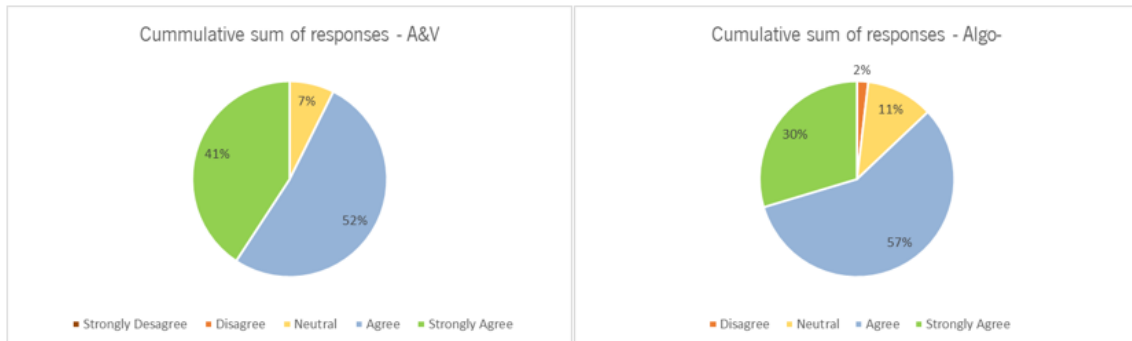 Cummulative sum of responses - A&V
7%
41%
52%
Strongly Desagree Disagree Neutral Agree Strongly Agree
Cumulative sum of responses - Algo-
2%
11%
30%
57%
Disagree Neutral Agree Strongly Agree